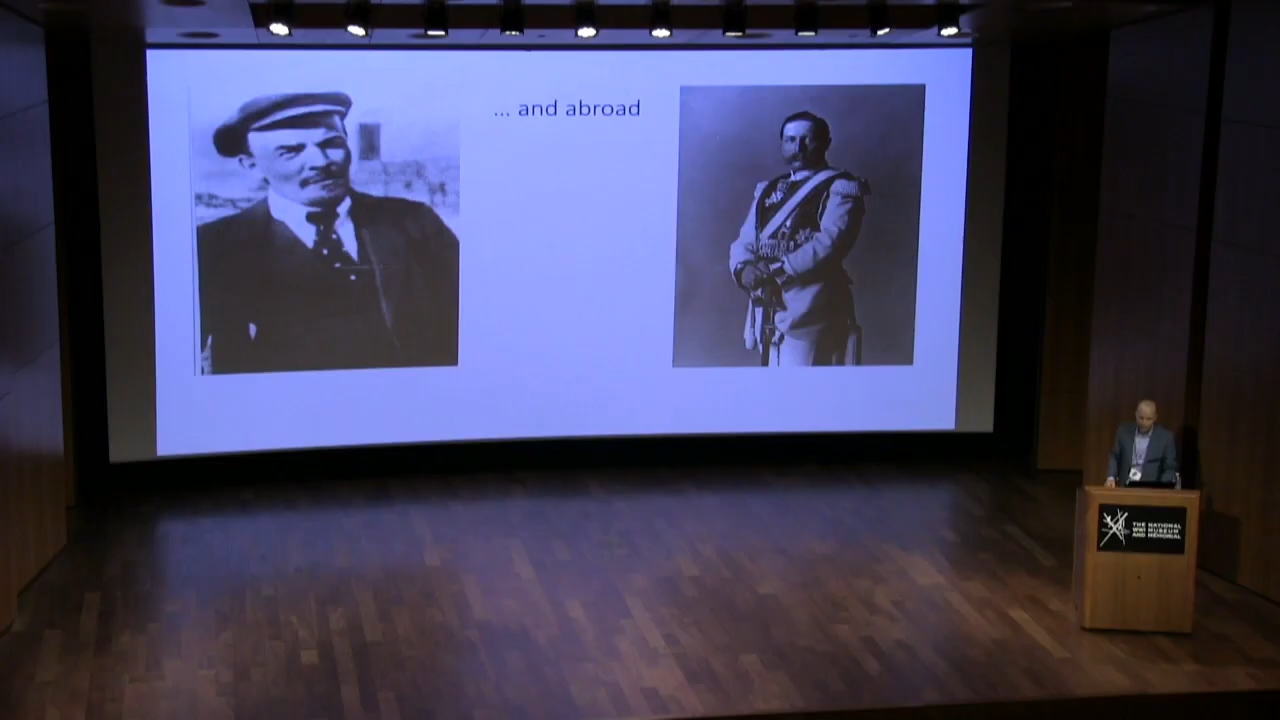 ... and abroad
THE NATIONAL
WWI MUSEUM
AND MEMORIAL